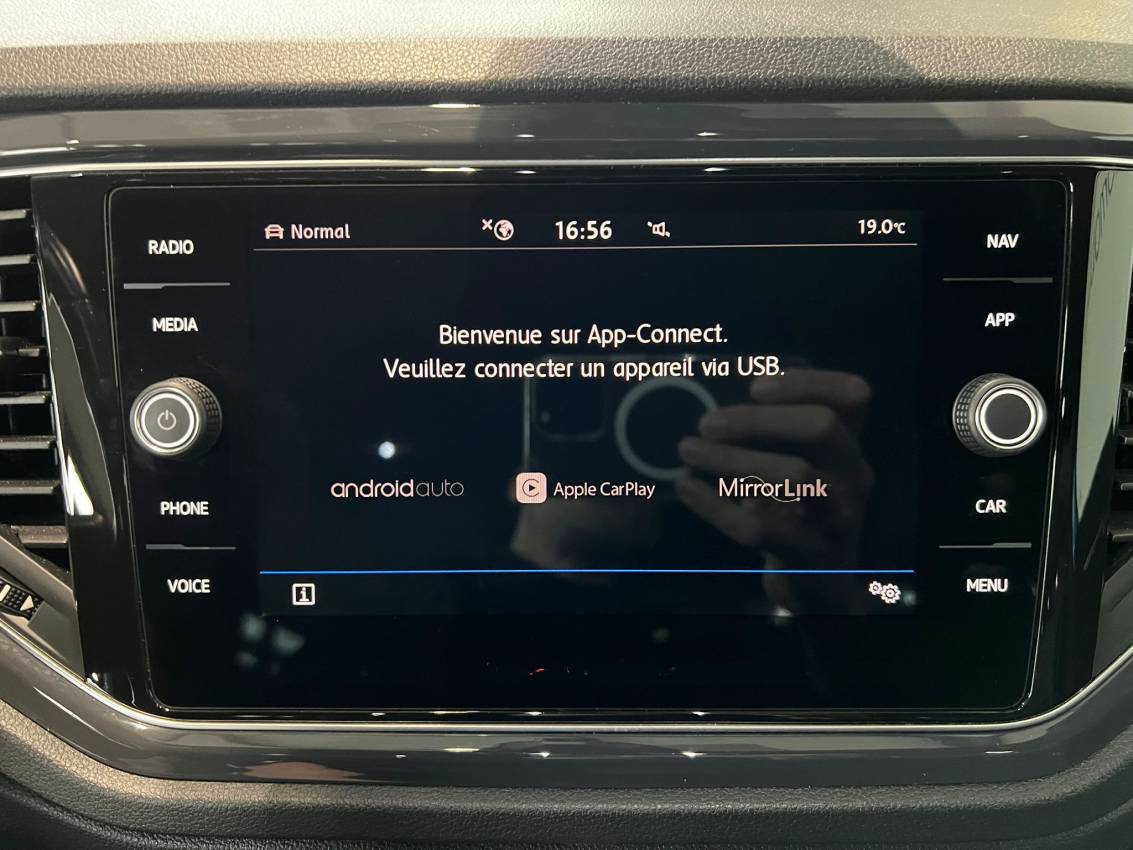 RADIO
MEDIA
PHONE
VOICE
Normal 16:56 19.0°C
Bienvenue sur App-Connect.
Veuillez connecter un appareil via USB.
androidauto Apple CarPlay MirrorLink
NAV
APP
CAR
MENU